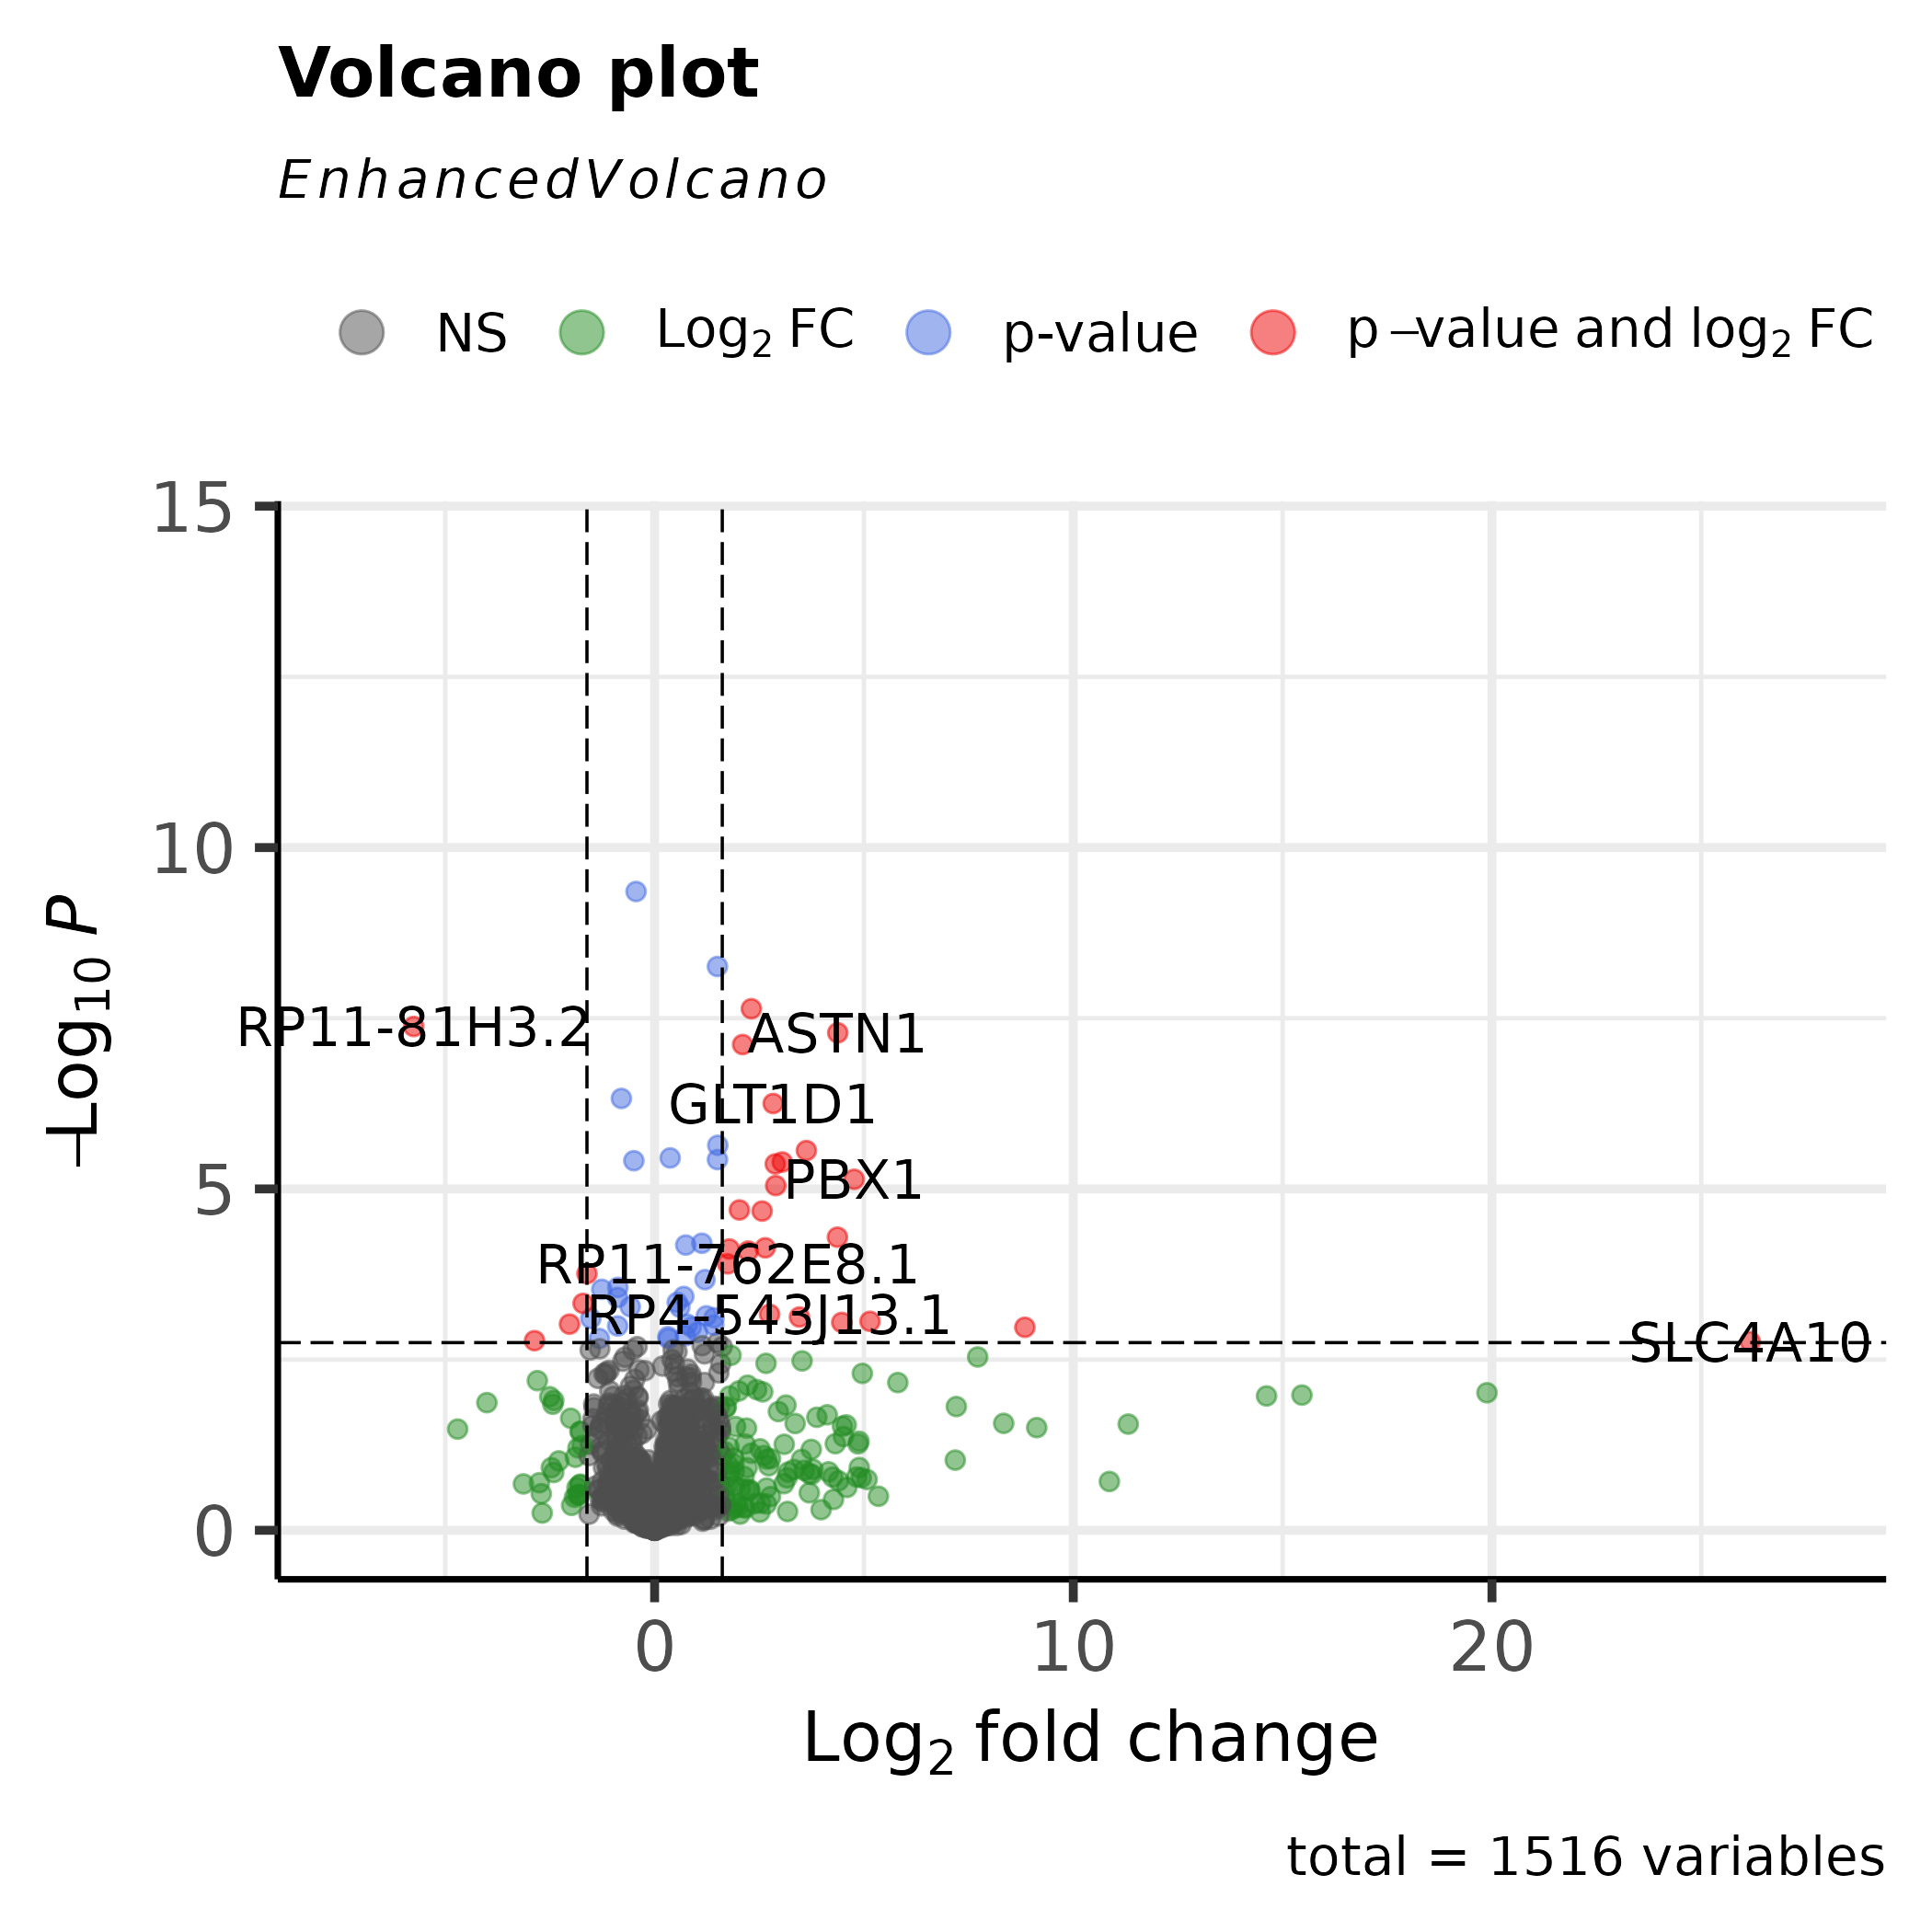 Volcano plot
EnhancedVolcano
NS Log₂ FC p-value p−value and log₂ FC
15
10
5
0
−Log₁₀ P
RP11-81H3.2
ASTN1
GLT1D1
PBX1
RP11-762E8.1
RP4-543J13.1
SLC4A10
0 10 20
Log₂ fold change
total = 1516 variables